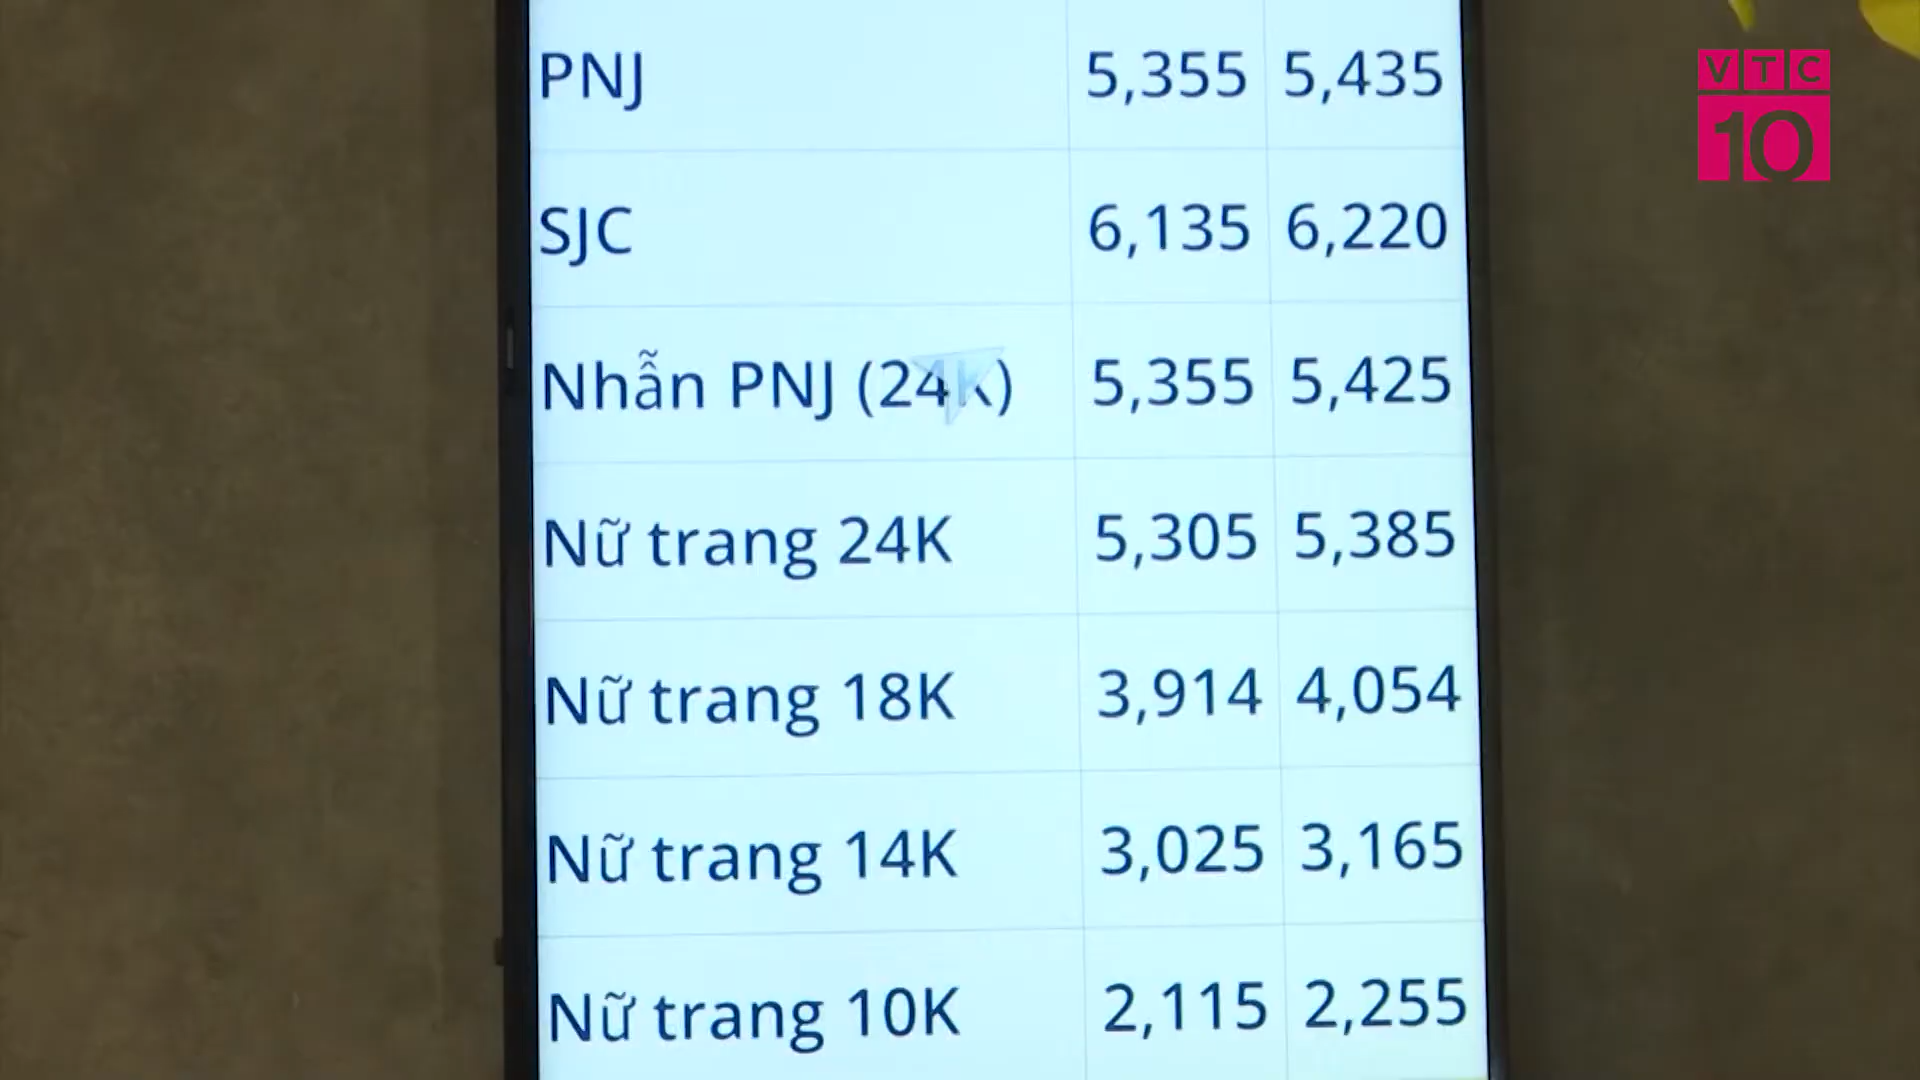 PNJ 5,355 5,435
SJC 6,135 6,220
Nhẫn PNJ (24K) 5,355 5,425
Nữ trang 24K 5,305 5,385
Nữ trang 18K 3,914 4,054
Nữ trang 14K 3,025 3,165
Nữ trang 10K 2,115 2,255
VTC
10